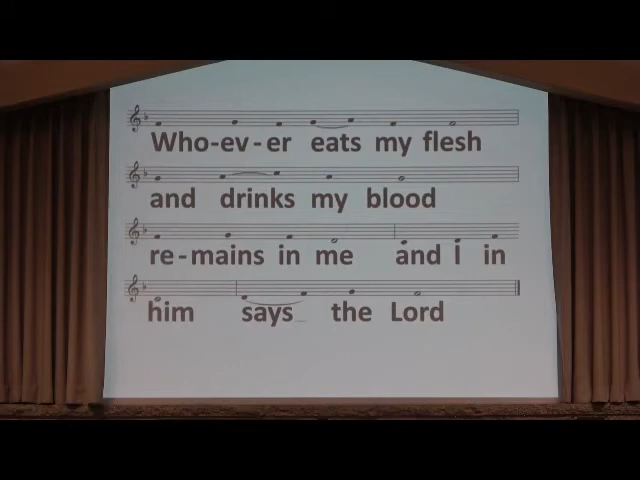 Who-ev-er eats my flesh
and drinks my blood
re-mains in me and I in
him says_ the Lord